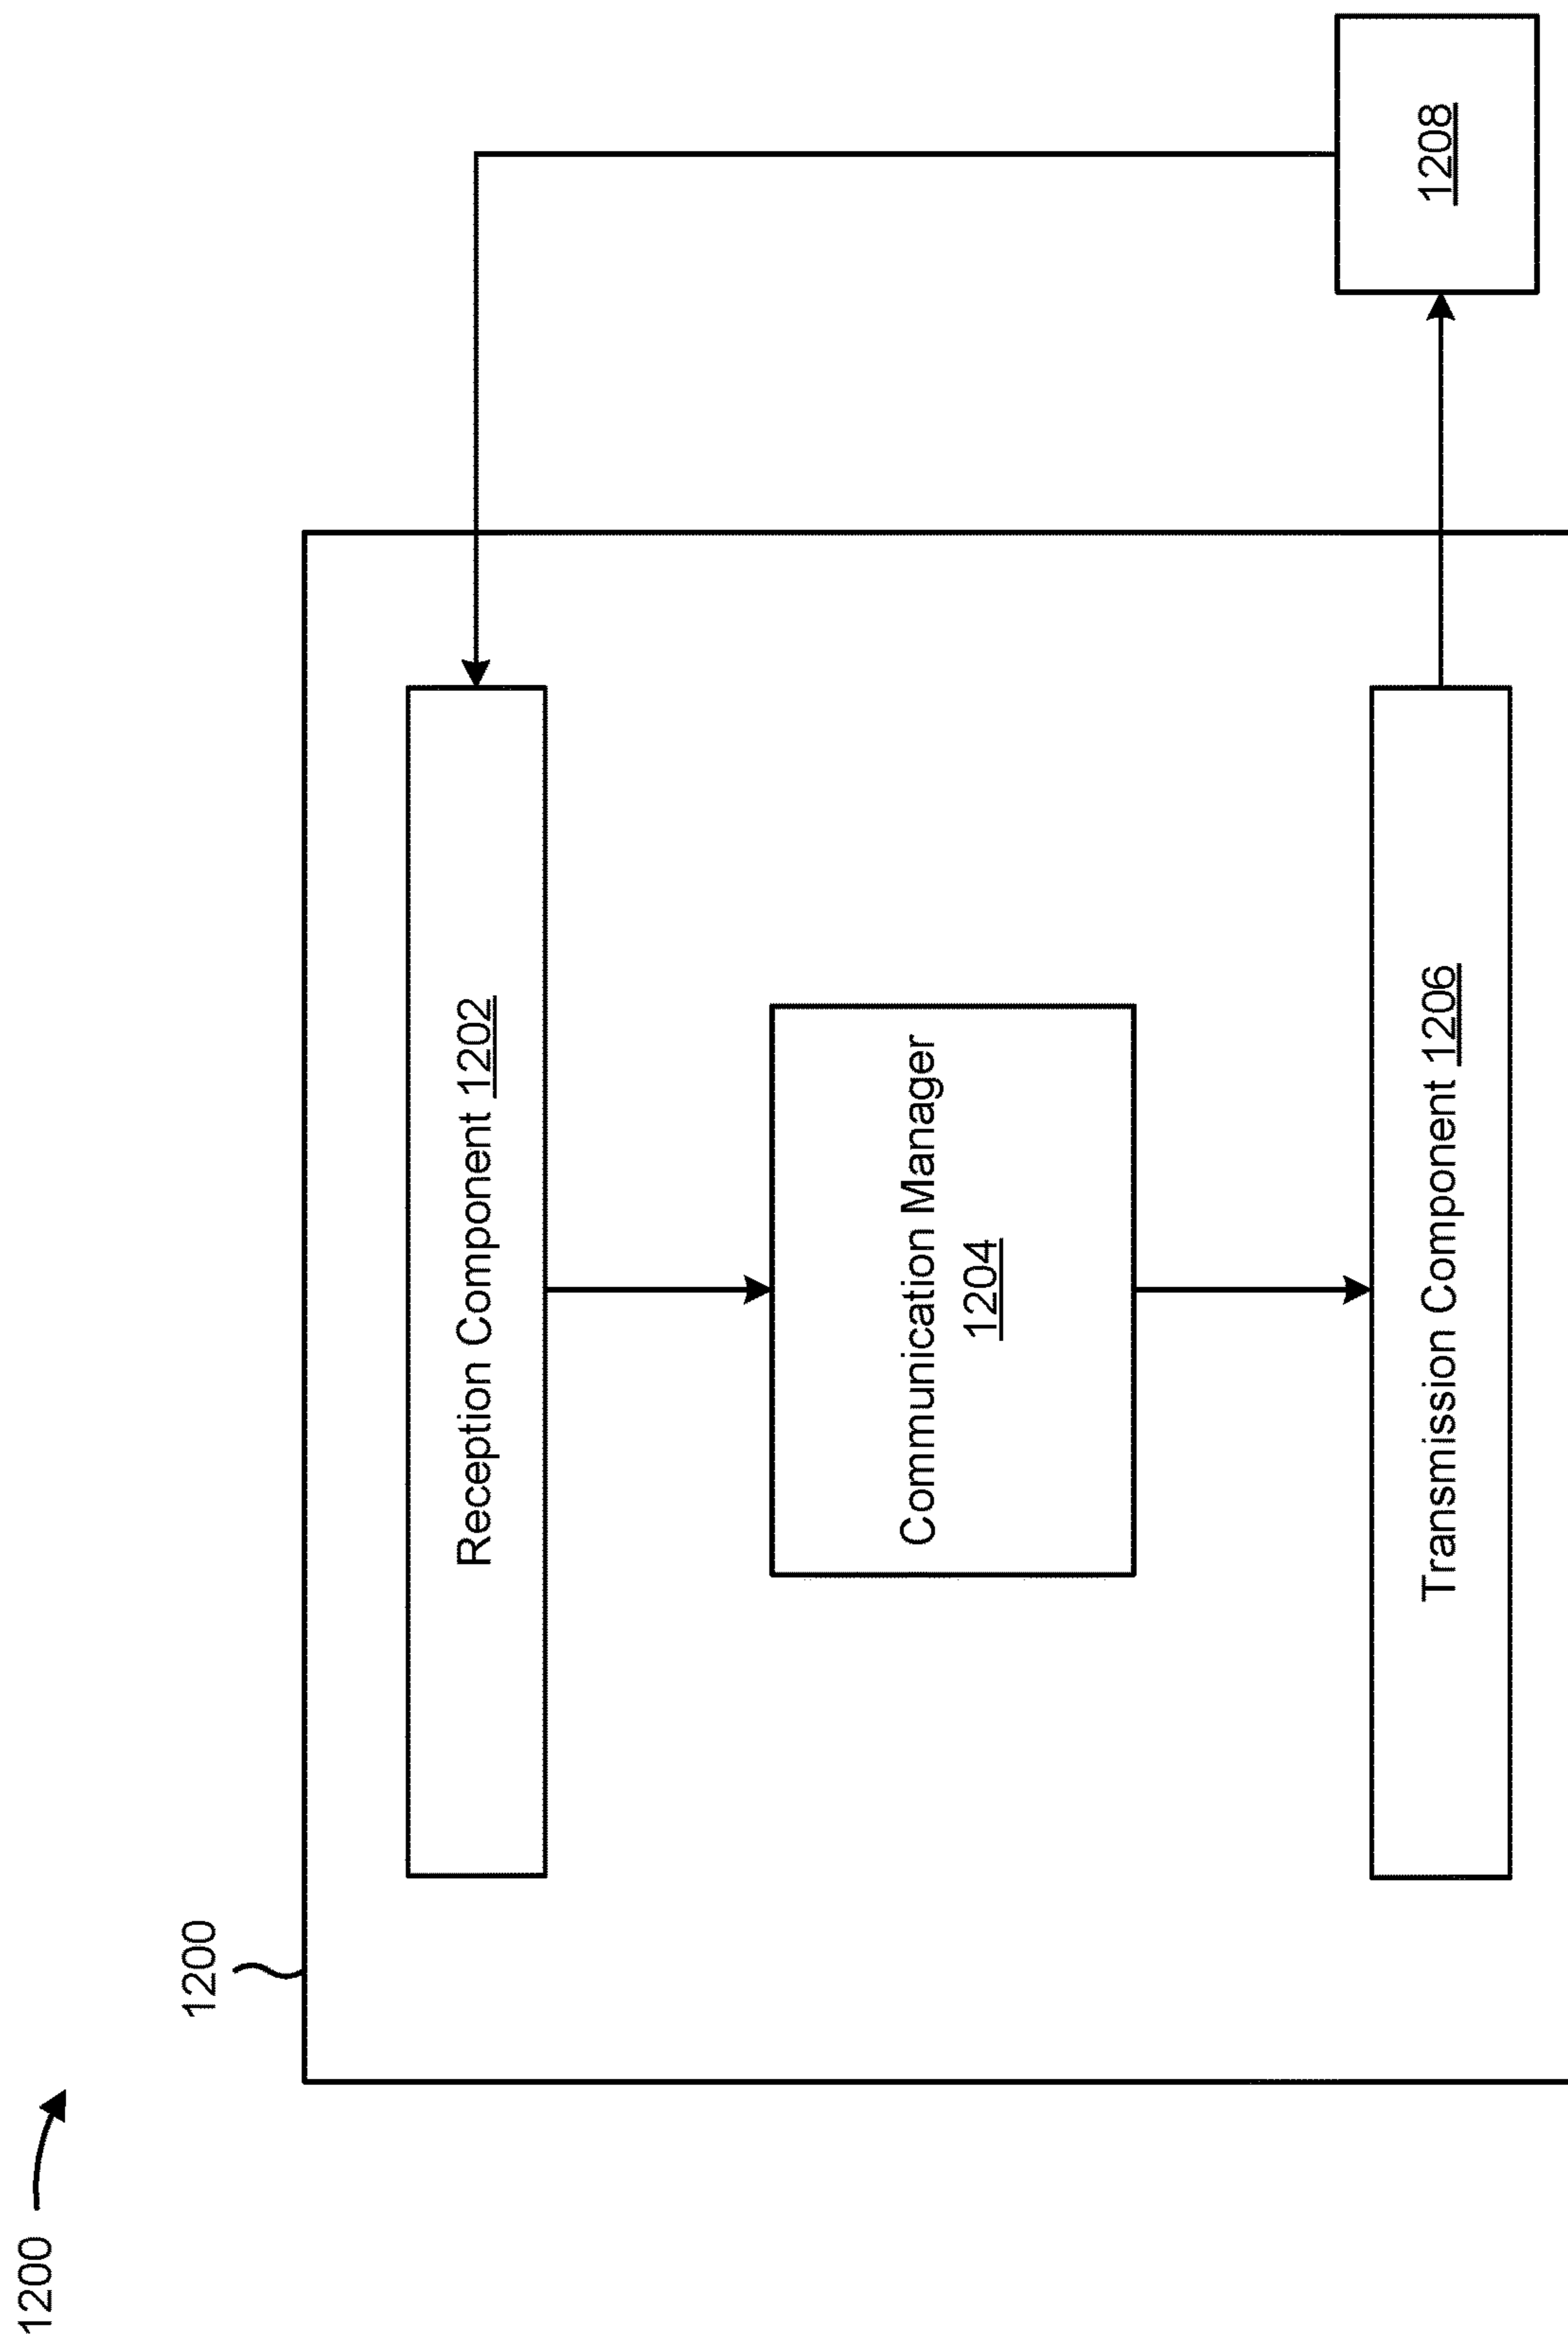 1200
1200
Reception Component 1202
Communication Manager
1204
Transmission Component 1206
1208